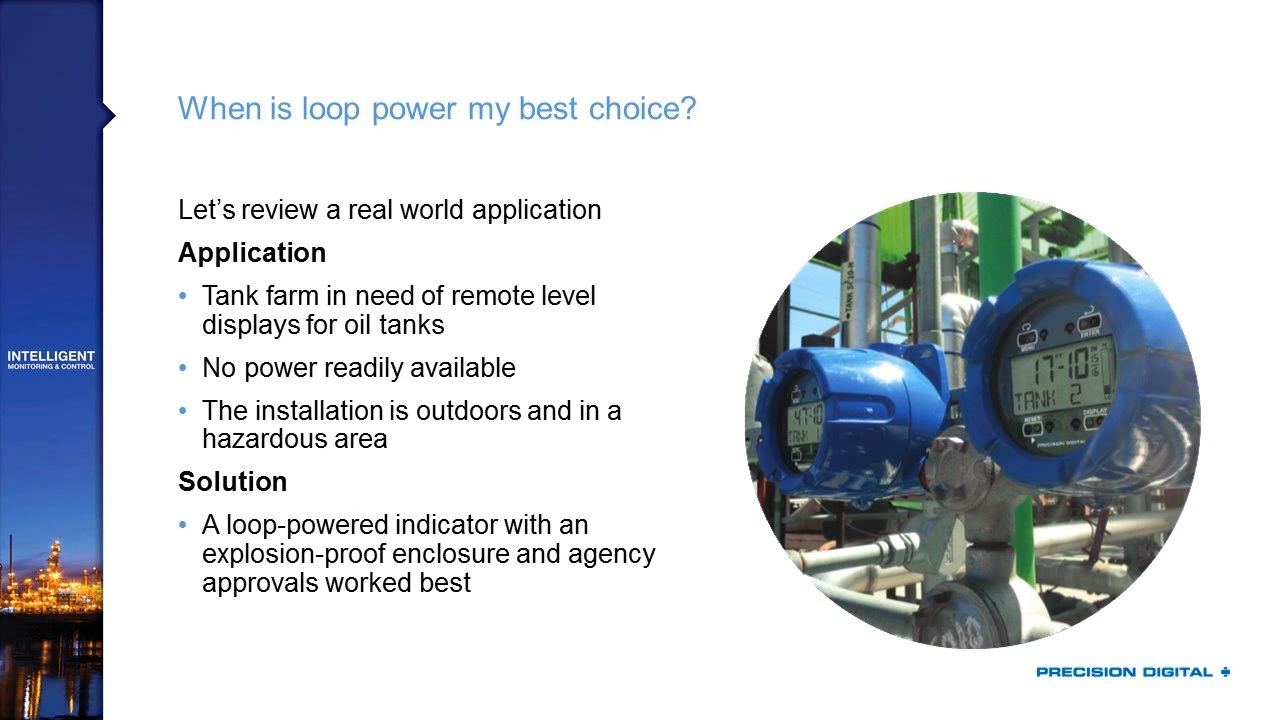 When is loop power my best choice?
Let’s review a real world application
Application
• Tank farm in need of remote level
displays for oil tanks
• No power readily available
• The installation is outdoors and in a
hazardous area
Solution
• A loop-powered indicator with an
explosion-proof enclosure and agency
approvals worked best
INTELLIGENT
MONITORING & CONTROL
MENU
ENTER
17-10
TANK 2
RESET
DISPLAY
PRECISION DIGITAL
47-10
TANK
PRECISION DIGITAL